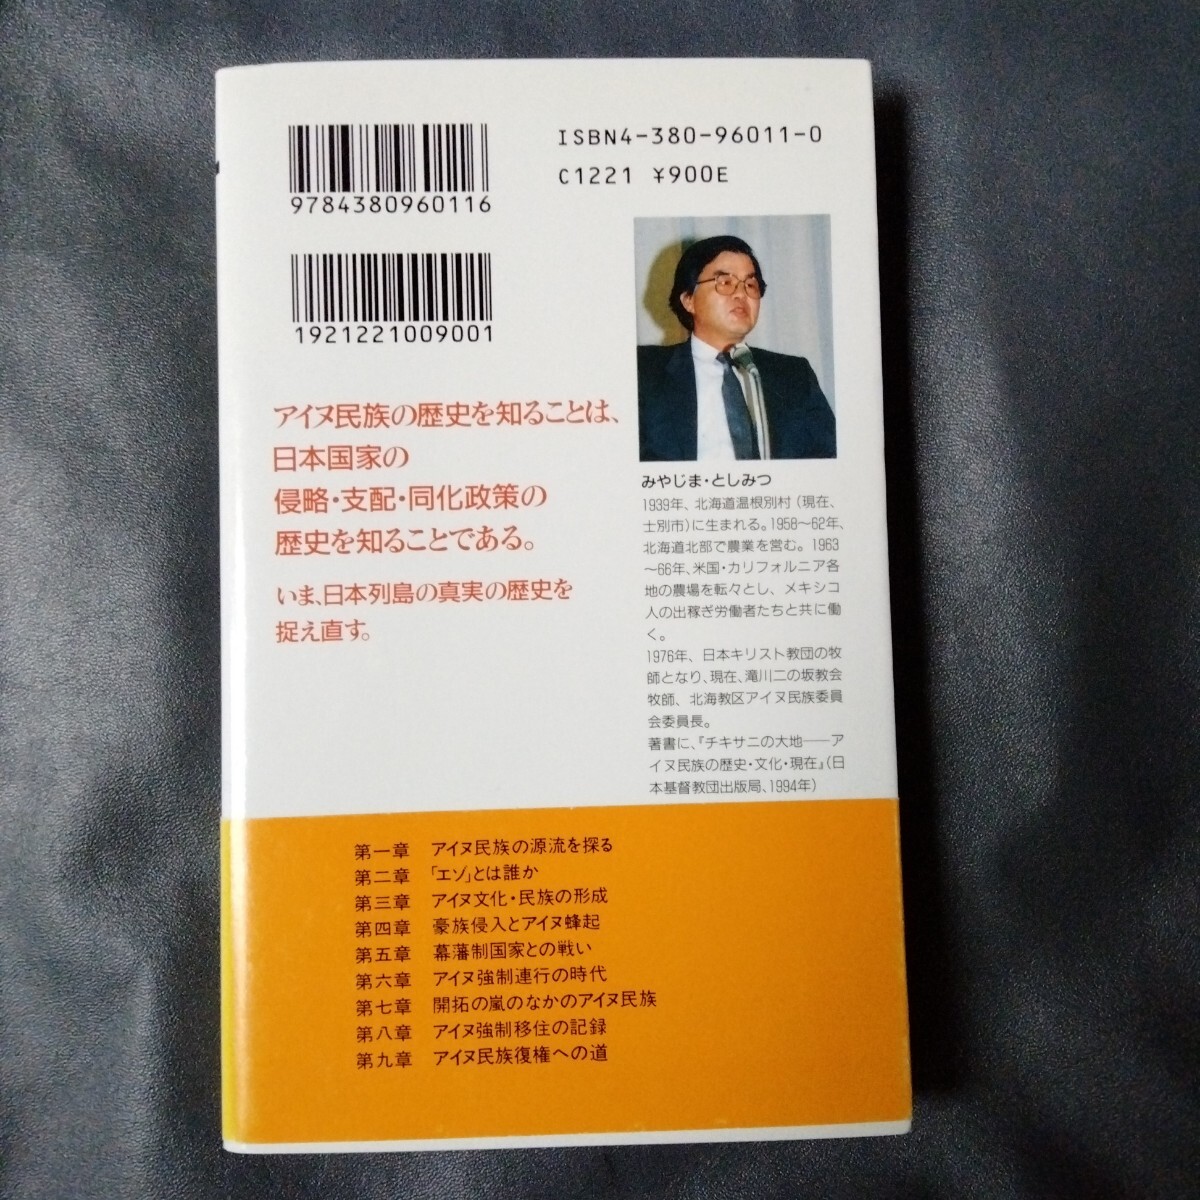 ISBN4-380-96011-0
C1221 ¥900E
9784380960116
1921221009001
アイヌ民族の歴史を知ることは、
日本国家の
侵略・支配・同化政策の
歴史を知ることである。
いま、日本列島の真実の歴史を
捉え直す。
みやじま・としみつ
1939年、北海道温根別村（現在、
士別市）に生まれる。1958〜62年、
北海道北部で農業を営む。1963
〜66年、米国・カリフォルニア各
地の農場を転々とし、メキシコ
人の出稼ぎ労働者たちと共に働
く。
1976年、日本キリスト教団の牧
師となり、現在、滝川二の坂教会
牧師、北海教区アイヌ民族委員
会委員長。
著書に、『チキサニの大地――ア
イヌ民族の歴史・文化・現在』（日
本基督教団出版局、1994年）
第一章 アイヌ民族の源流を探る
第二章 「エゾ」とは誰か
第三章 アイヌ文化・民族の形成
第四章 豪族侵入とアイヌ蜂起
第五章 幕藩制国家との戦い
第六章 アイヌ強制連行の時代
第七章 開拓の嵐のなかのアイヌ民族
第八章 アイヌ強制移住の記録
第九章 アイヌ民族復権への道